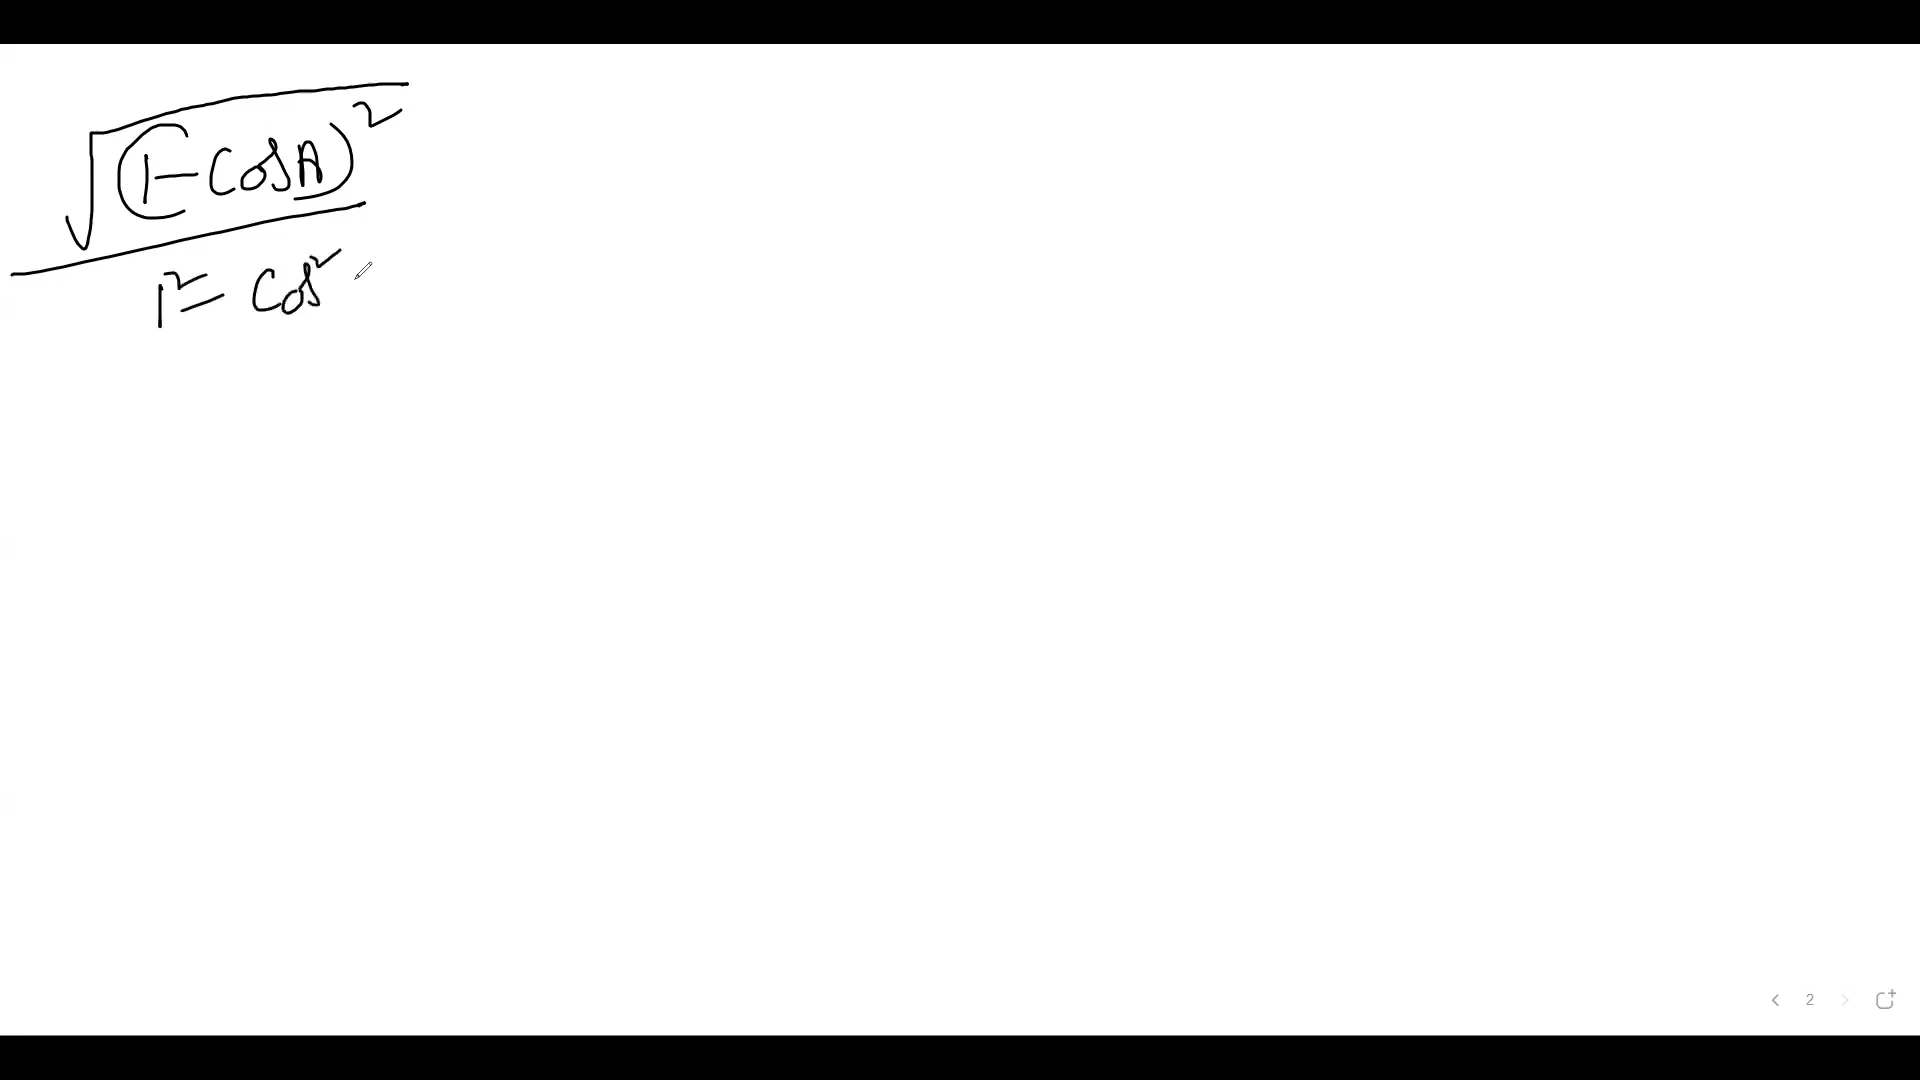 √(1-CosA)²
1² - Cos²
2